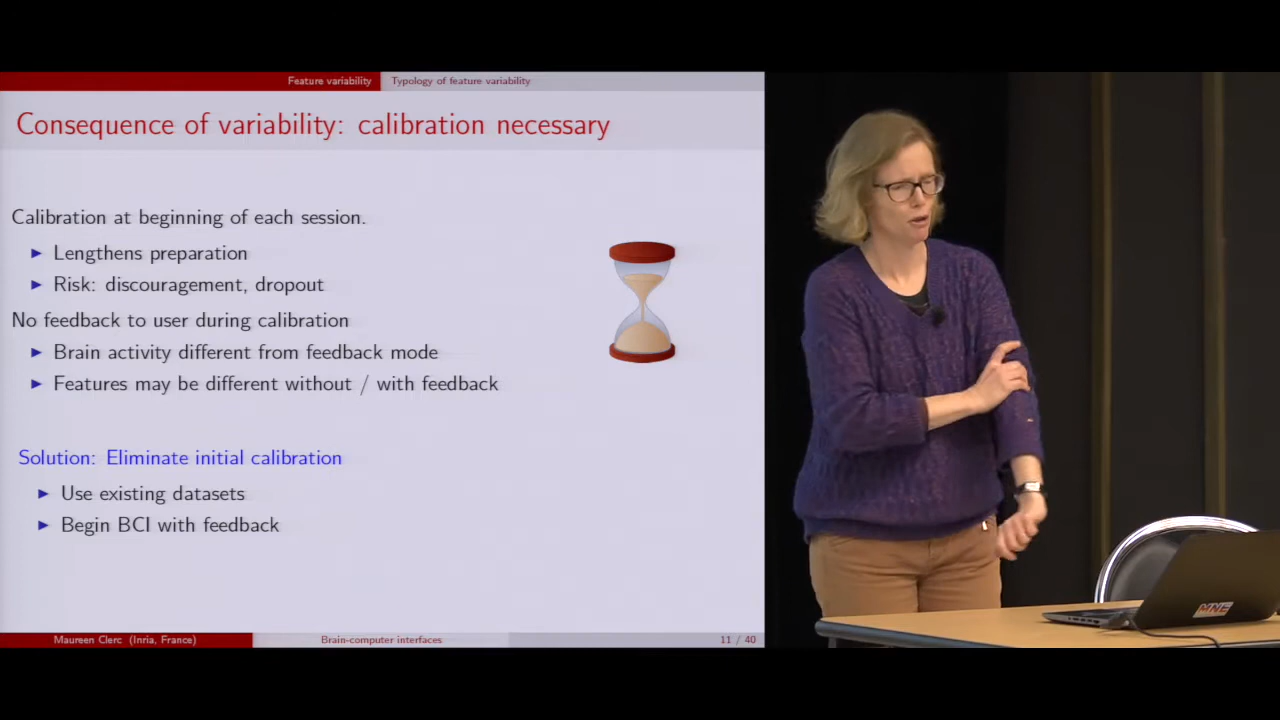 Feature variability Typology of feature variability
Consequence of variability: calibration necessary
Calibration at beginning of each session.
▶ Lengthens preparation
▶ Risk: discouragement, dropout
No feedback to user during calibration
▶ Brain activity different from feedback mode
▶ Features may be different without / with feedback
Solution: Eliminate initial calibration
▶ Use existing datasets
▶ Begin BCI with feedback
Maureen Clerc (Inria, France) Brain-computer interfaces 11 / 40
MNE